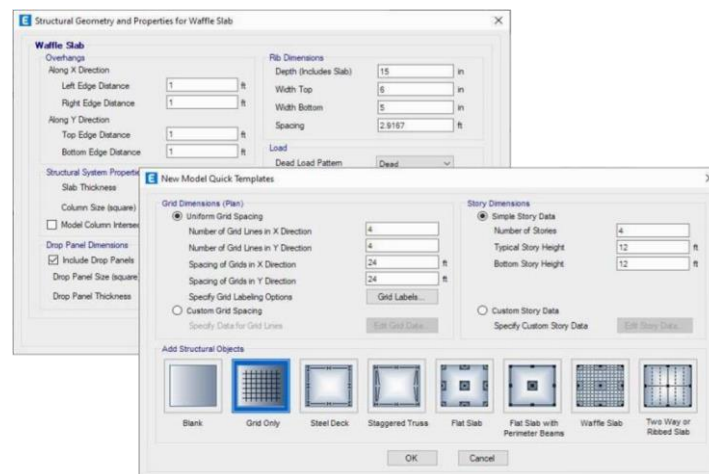 E Structural Geometry and Properties for Waffle Slab
Waffle Slab
Overhangs
Along X Direction
Left Edge Distance 1 ft
Right Edge Distance 1 ft
Along Y Direction
Top Edge Distance 1 ft
Bottom Edge Distance 1 ft
Structural System Propertie
Slab Thickness
Column Size (square)
Model Column Intersec
Drop Panel Dimensions
Include Drop Panels
Drop Panel Size (square
Drop Panel Thickness
Rib Dimensions
Depth (Includes Slab) 15 in
Width Top 6 in
Width Bottom 5 in
Spacing 2.9167 ft
Load
Dead Load Pattern Dead
E New Model Quick Templates
Grid Dimensions (Plan)
Uniform Grid Spacing
Number of Grid Lines in X Direction 4
Number of Grid Lines in Y Direction 4
Spacing of Grids in X Direction 24 ft
Spacing of Grids in Y Direction 24 ft
Specify Grid Labeling Options Grid Labels...
Custom Grid Spacing
Specify Data for Grid Lines Edit Grid Data...
Story Dimensions
Simple Story Data
Number of Stories 4
Typical Story Height 12 ft
Bottom Story Height 12 ft
Custom Story Data
Specify Custom Story Data Edit Story Data...
Add Structural Objects
Blank
Grid Only
Steel Deck
Staggered Truss
Flat Slab
Flat Slab with
Perimeter Beams
Waffle Slab
Two Way or
Ribbed Slab
OK Cancel